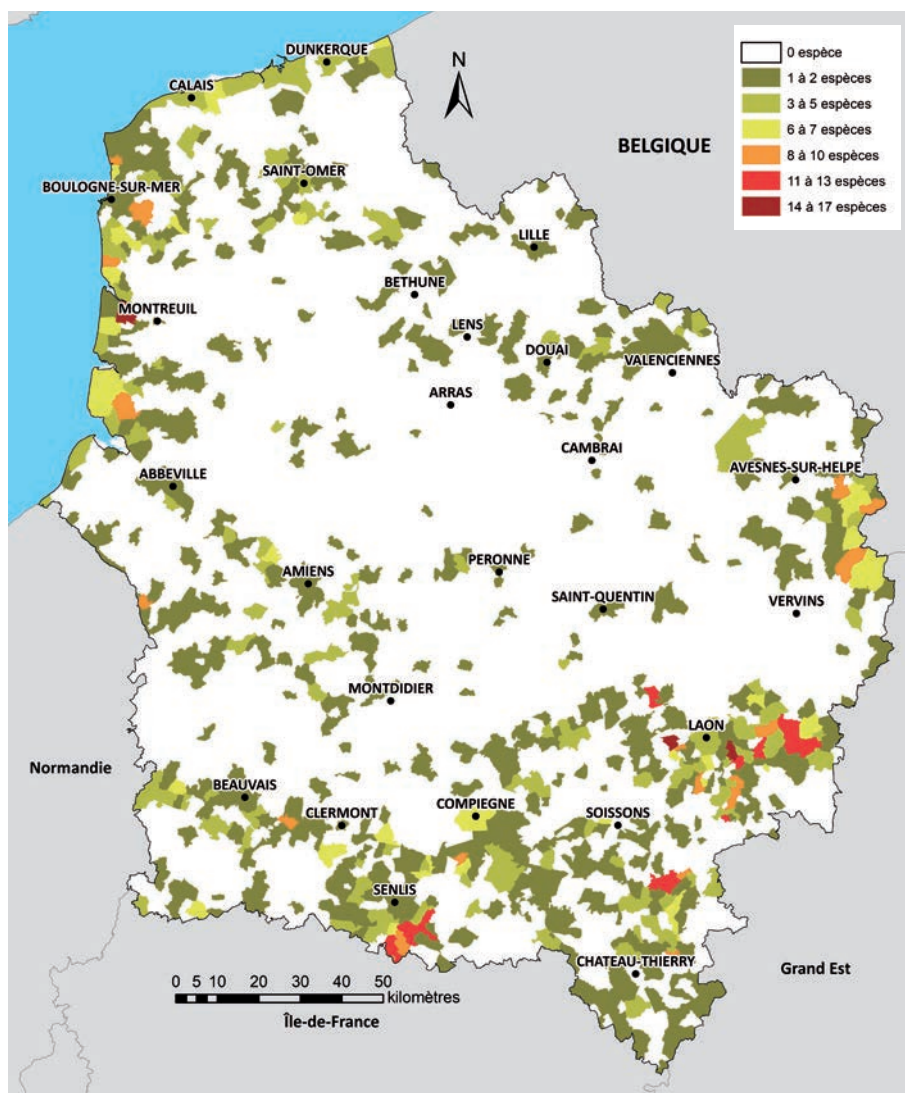 DUNKERQUE
CALAIS
N
0 espèce
1 à 2 espèces
3 à 5 espèces
6 à 7 espèces
8 à 10 espèces
11 à 13 espèces
14 à 17 espèces
BELGIQUE
SAINT-OMER
BOULOGNE-SUR-MER
LILLE
BETHUNE
MONTREUIL
LENS
DOUAI
VALENCIENNES
ARRAS
CAMBRAI
AVESNES-SUR-HELPE
ABBEVILLE
PERONNE
AMIENS
SAINT-QUENTIN
VERVINS
MONTDIDIER
LAON
Normandie
BEAUVAIS
CLERMONT
COMPIEGNE
SOISSONS
SENLIS
CHATEAU-THIERRY
Grand Est
0 5 10 20 30 40 50
kilomètres
Île-de-France